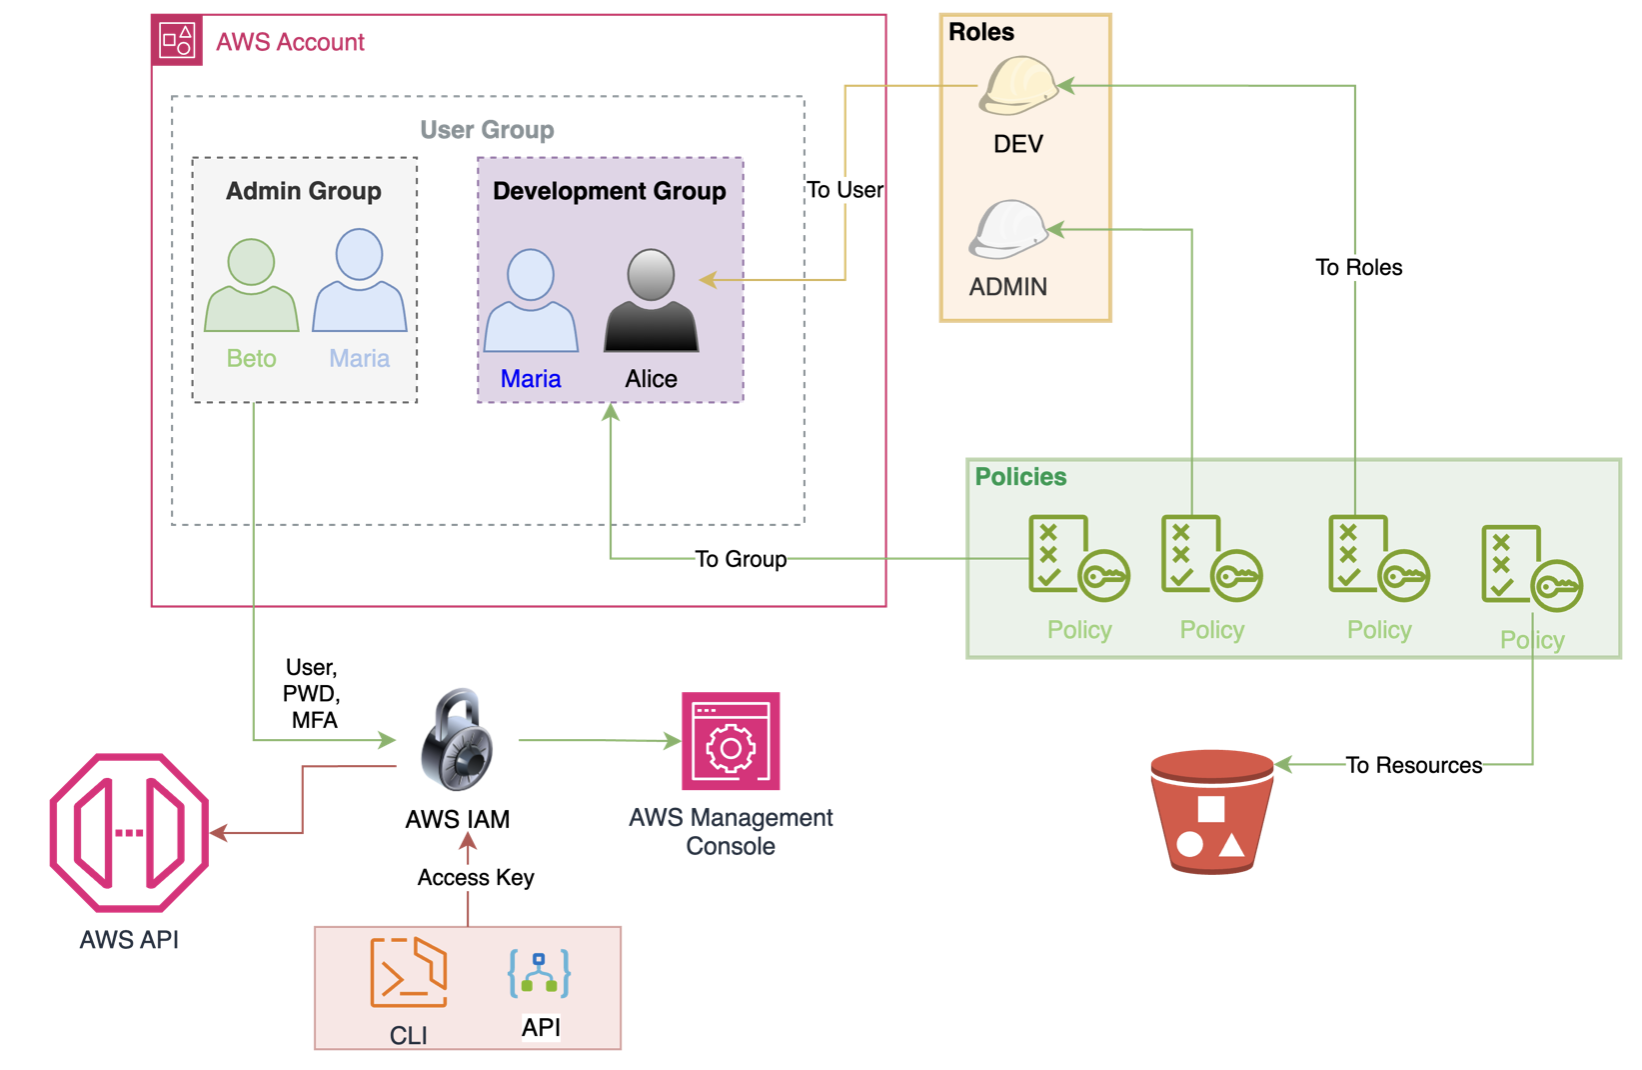 AWS Account
Roles
User Group
DEV
Admin Group
Development Group
To User
To Roles
ADMIN
Beto
Maria
Maria
Alice
Policies
To Group
Policy
Policy
Policy
Policy
User,
PWD,
MFA
To Resources
AWS IAM
AWS Management
Console
Access Key
AWS API
CLI
API